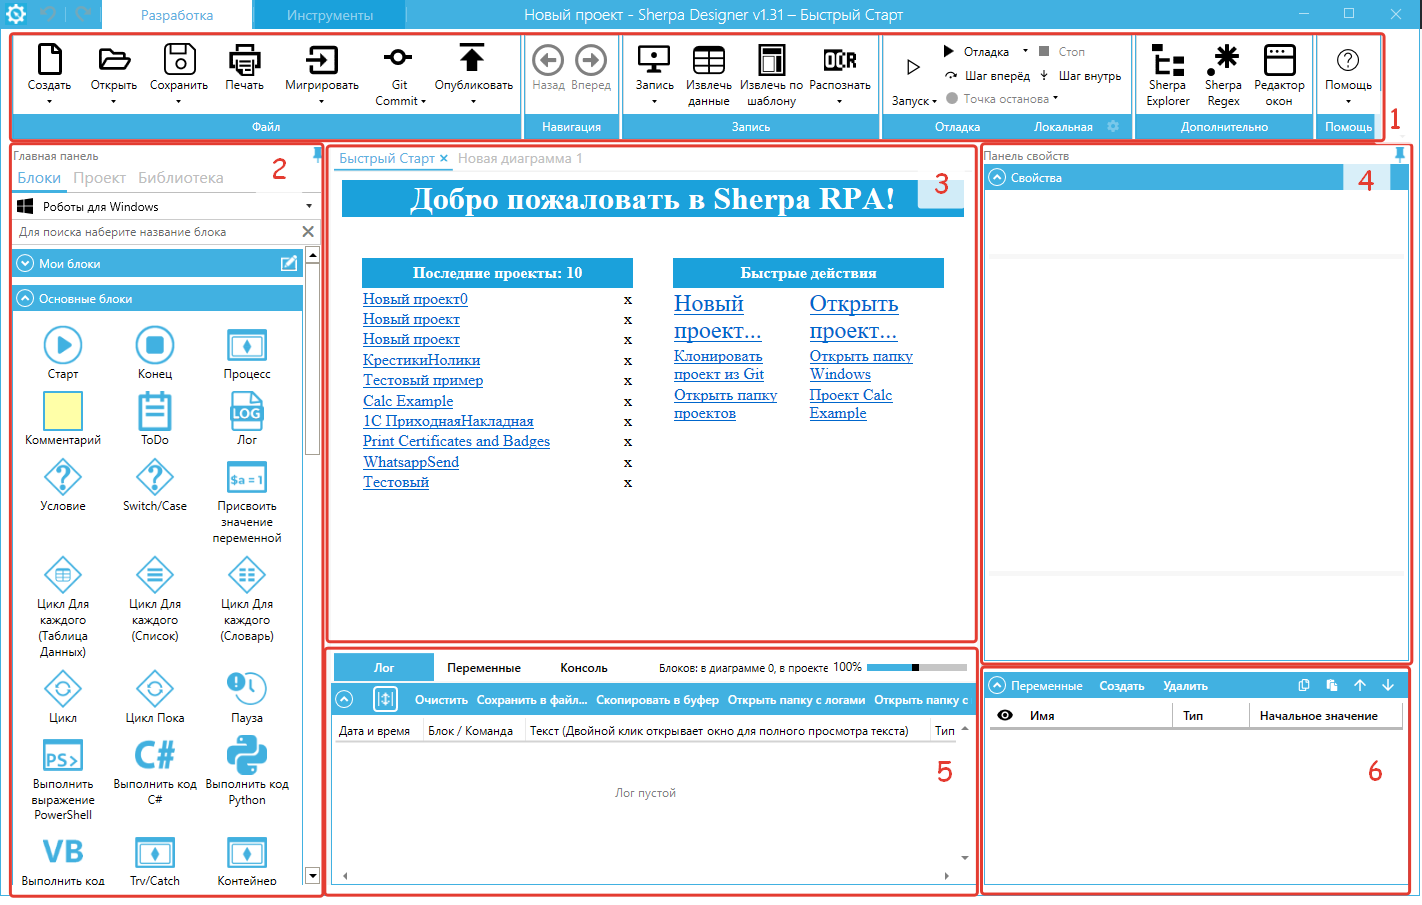 Разработка
Инструменты
Новый проект - Sherpa Designer v1.31 – Быстрый Старт
Создать
Открыть
Сохранить
Печать
Мигрировать
Git
Commit
Опубликовать
Файл
Назад
Вперед
Навигация
Запись
Извлечь
данные
Извлечь по
шаблону
OCR
Распознать
Запись
Запуск
Отладка
Стоп
Шаг вперёд
Шаг внутрь
Точка останова
Отладка
Локальная
Sherpa
Explorer
Sherpa
Regex
Редактор
окон
Дополнительно
Помощь
Помощь
1
Главная панель
2
Блоки
Проект
Библиотека
Роботы для Windows
Для поиска наберите название блока
Мои блоки
Основные блоки
Старт
Конец
Процесс
Комментарий
ToDo
LOG
Лог
Условие
Switch/Case
$a = 1
Присвоить
значение
переменной
Цикл Для
каждого
(Таблица
Данных)
Цикл Для
каждого
(Список)
Цикл Для
каждого
(Словарь)
Цикл
Цикл Пока
Пауза
PS>
Выполнить
выражение
PowerShell
C#
Выполнить код
C#
Выполнить код
Python
VB
Выполнить код
Try/Catch
Контейнер
Быстрый Старт ×
Новая диаграмма 1
3
Добро пожаловать в Sherpa RPA!
Последние проекты: 10
Новый проект0 x
Новый проект x
Новый проект x
КрестикиНолики x
Тестовый пример x
Calc Example x
1С ПриходнаяНакладная x
Print Certificates and Badges x
WhatsappSend x
Тестовый x
Быстрые действия
Новый
проект...
Открыть
проект...
Клонировать
проект из Git
Открыть папку
Windows
Открыть папку
проектов
Проект Calc
Example
Панель свойств
Свойства
4
Лог
Переменные
Консоль
Блоков: в диаграмме 0, в проекте
100%
Очистить
Сохранить в файл...
Скопировать в буфер
Открыть папку с логами
Открыть папку с
Дата и время
Блок / Команда
Текст (Двойной клик открывает окно для полного просмотра текста)
Тип
5
Лог пустой
Переменные
Создать
Удалить
Имя
Тип
Начальное значение
6